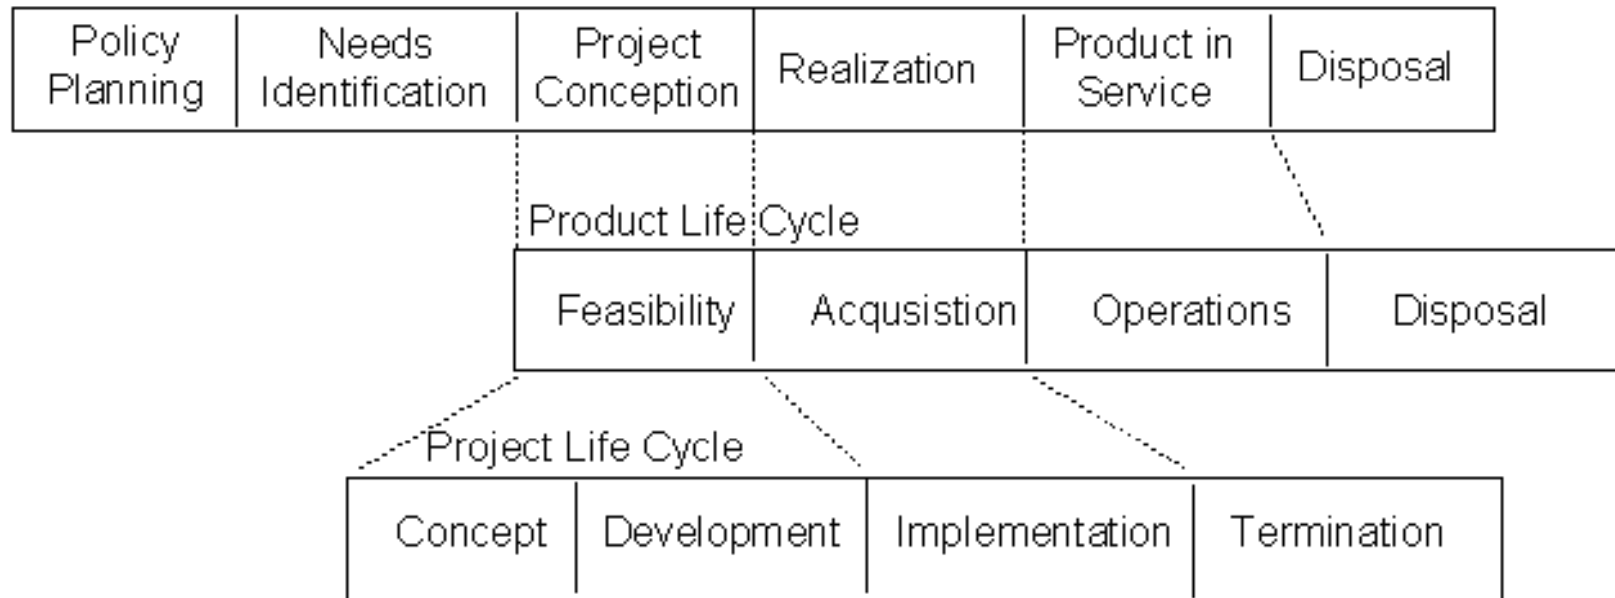 Policy
Planning
Needs
Identification
Project
Conception
Realization
Product in
Service
Disposal
Product Life Cycle
Feasibility
Acqusistion
Operations
Disposal
Project Life Cycle
Concept
Development
Implementation
Termination